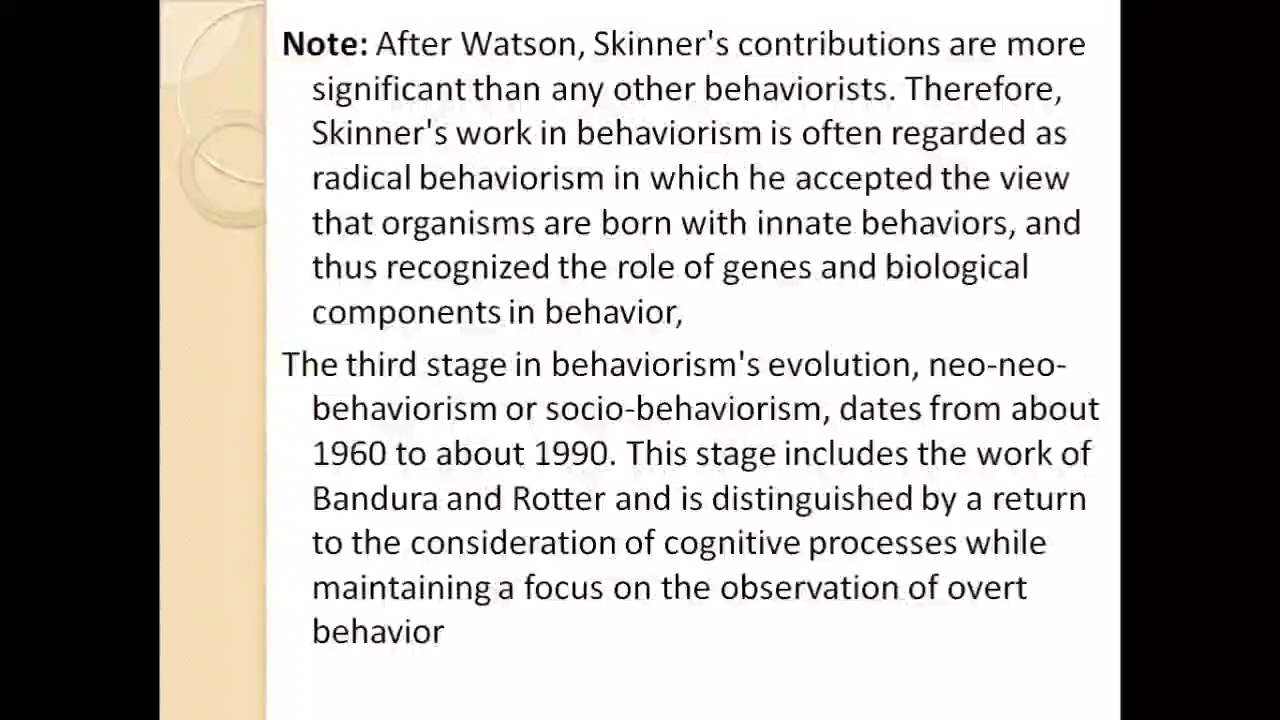 Note: After Watson, Skinner's contributions are more
significant than any other behaviorists. Therefore,
Skinner's work in behaviorism is often regarded as
radical behaviorism in which he accepted the view
that organisms are born with innate behaviors, and
thus recognized the role of genes and biological
components in behavior,
The third stage in behaviorism's evolution, neo-neo-
behaviorism or socio-behaviorism, dates from about
1960 to about 1990. This stage includes the work of
Bandura and Rotter and is distinguished by a return
to the consideration of cognitive processes while
maintaining a focus on the observation of overt
behavior